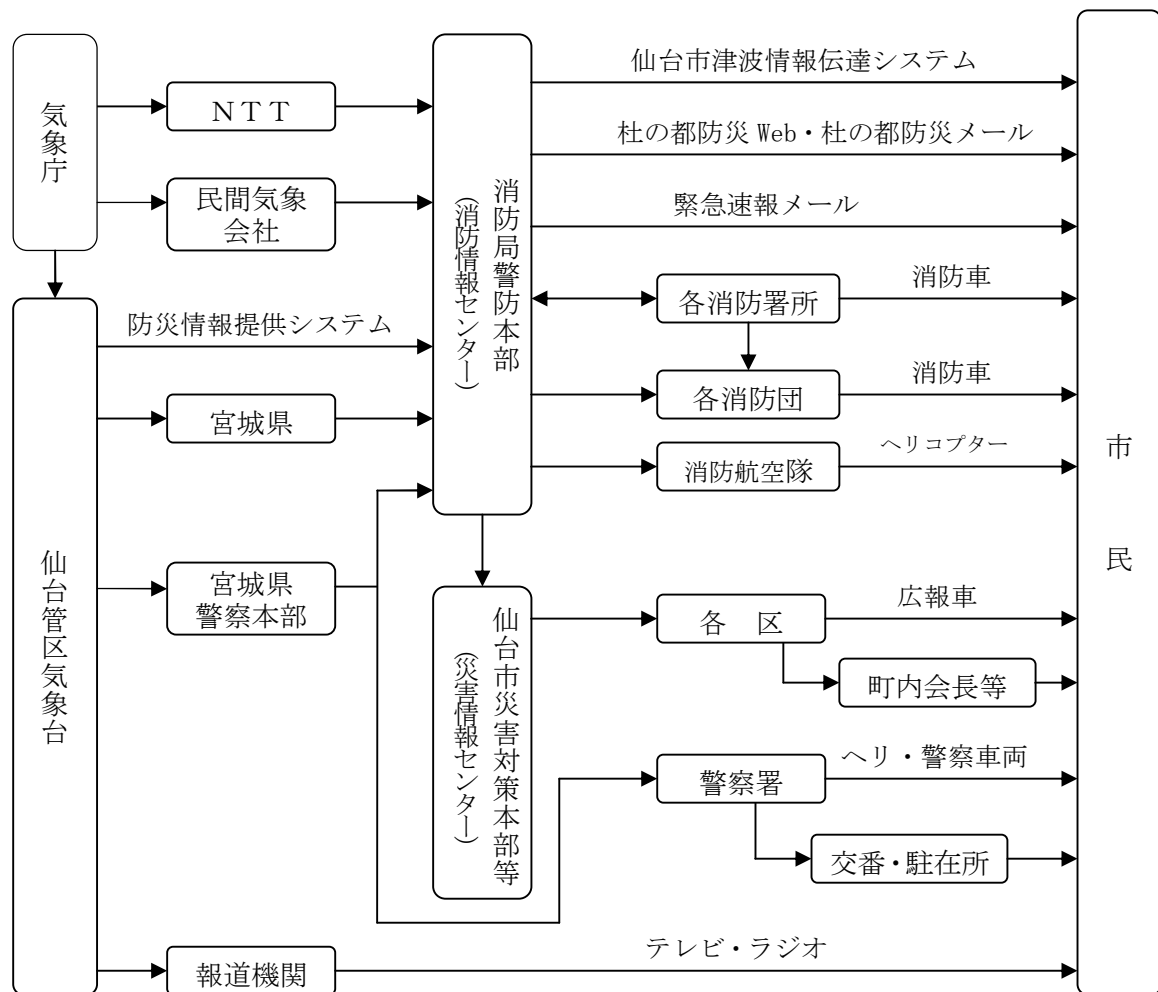 気象庁
NTT
民間気象
会社
仙台管区気象台
防災情報提供システム
宮城県
宮城県
警察本部
報道機関
消防局警防本部
(消防情報センター)
仙台市災害対策本部等
(災害情報センター)
仙台市津波情報伝達システム
杜の都防災 Web・杜の都防災メール
緊急速報メール
各消防署所
消防車
各消防団
消防車
消防航空隊
ヘリコプター
各 区
広報車
町内会長等
警察署
ヘリ・警察車両
交番・駐在所
テレビ・ラジオ
市民